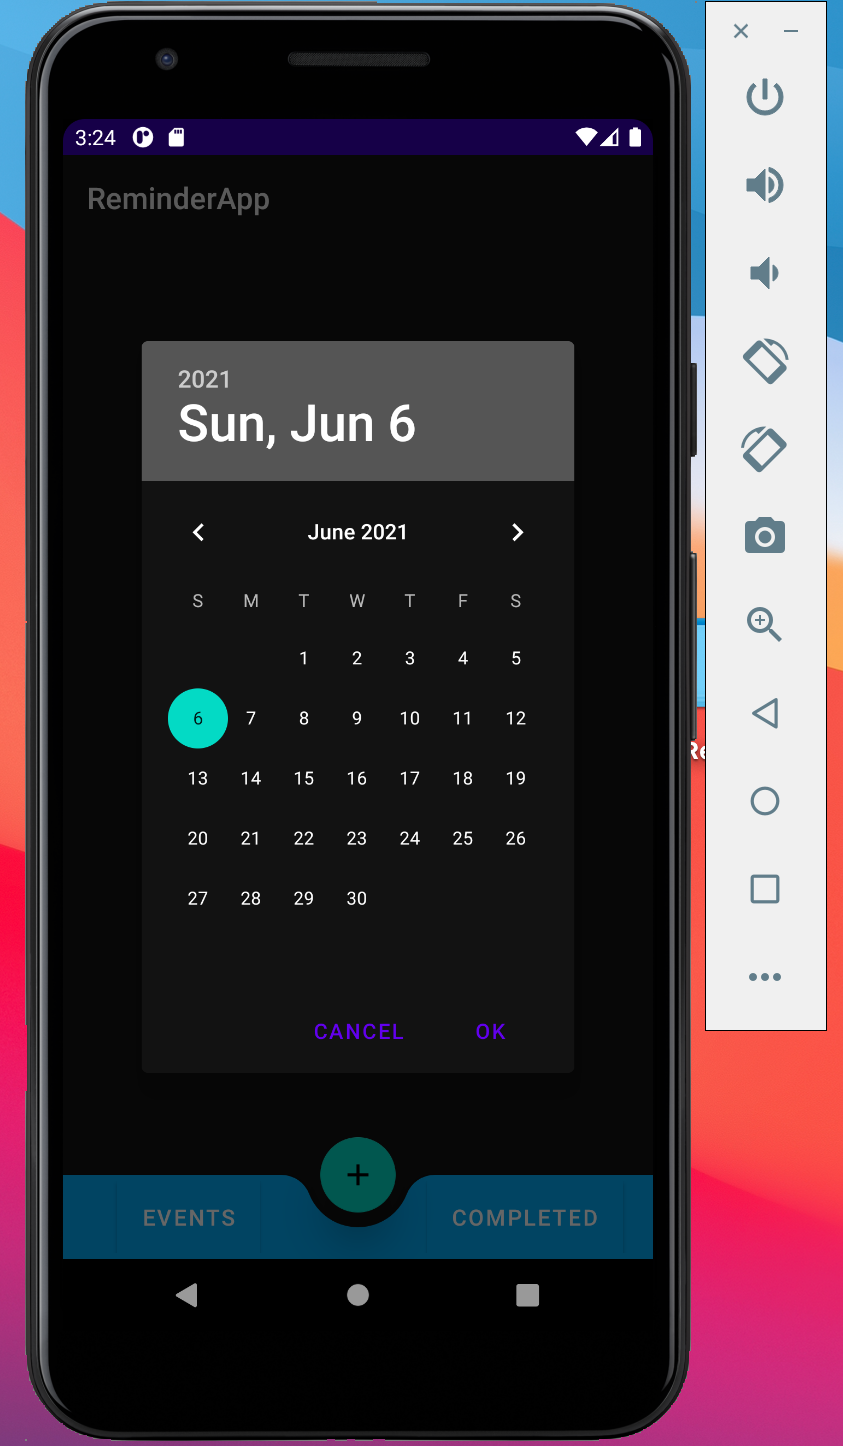 3:24
ReminderApp
2021
Sun, Jun 6
June 2021
S M T W T F S
1 2 3 4 5
6 7 8 9 10 11 12
13 14 15 16 17 18 19
20 21 22 23 24 25 26
27 28 29 30
CANCEL OK
EVENTS COMPLETED